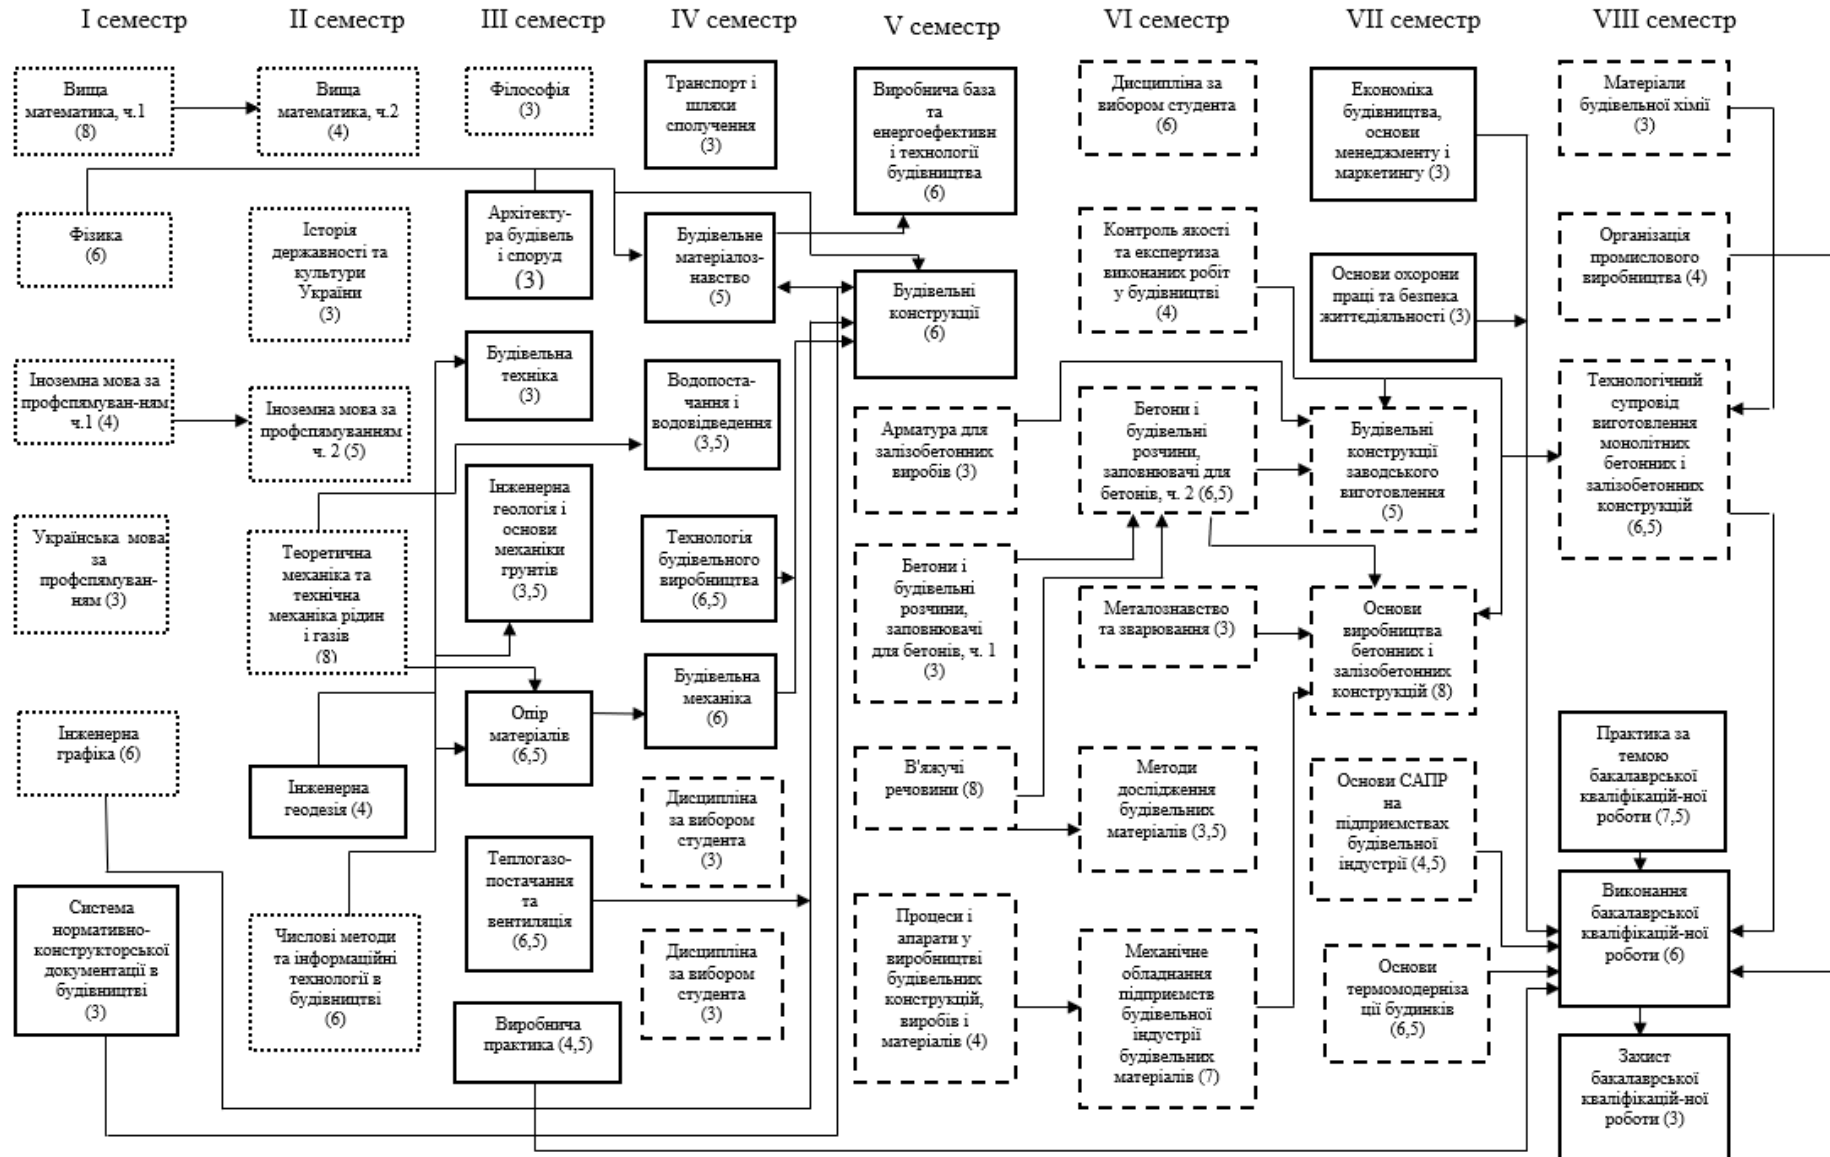 I семестр
II семестр
III семестр
IV семестр
V семестр
VI семестр
VII семестр
VIII семестр
Вища
математика, ч.1
(8)
Фізика
(6)
Іноземна мова за
профспямуван-ням
ч.1 (4)
Українська мова
за
профспямуван-
ням (3)
Інженерна
графіка (6)
Система
нормативно-
конструкторської
документації в
будівництві
(3)
Вища
математика, ч.2
(4)
Історія
державності та
культури
України
(3)
Іноземна мова за
профспямуванням
ч. 2 (5)
Теоретична
механіка та
технічна
механіка рідин
і газів
(8)
Інженерна
геодезія (4)
Числові методи
та інформаційні
технології в
будівництві
(6)
Філософія
(3)
Архітекту-
ра будівель
і споруд
(3)
Будівельна
техніка
(3)
Інженерна
геологія і
основи
механіки
грунтів
(3,5)
Опір
матеріалів
(6,5)
Теплогазо-
постачання
та
вентиляція
(6,5)
Виробнича
практика (4,5)
Транспорт і
шляхи
сполучення
(3)
Будівельне
матеріалоз-
навство
(5)
Водопоста-
чання і
водовідведення
(3,5)
Технологія
будівельного
виробництва
(6,5)
Будівельна
механіка
(6)
Дисципліна
за вибором
студента
(3)
Дисципліна
за вибором
студента
(3)
Виробнича база
та
енергоефективн
і технології
будівництва
(6)
Будівельні
конструкції
(6)
Арматура для
залізобетонних
виробів (3)
Бетони і
будівельні
розчини,
заповнювачі
для бетонів, ч. 1
(3)
В'яжучі
речовини (8)
Процеси і
апарати у
виробництві
будівельних
конструкцій,
виробів і
матеріалів (4)
Дисципліна за
вибором студента
(6)
Контроль якості
та експертиза
виконаних робіт
у будівництві
(4)
Бетони і
будівельні
розчини,
заповнювачі для
бетонів, ч. 2 (6,5)
Металознавство
та зварювання (3)
Методи
дослідження
будівельних
матеріалів (3,5)
Механічне
обладнання
підприємств
будівельної
індустрії
будівельних
матеріалів (7)
Економіка
будівництва,
основи
менеджменту і
маркетингу (3)
Основи охорони
праці та безпека
життєдіяльності (3)
Будівельні
конструкції
заводського
виготовлення
(5)
Основи
виробництва
бетонних і
залізобетонних
конструкцій (8)
Основи САПР
на
підприємствах
будівельної
індустрії (4,5)
Основи
термомодерніза
ції будинків
(6,5)
Матеріали
будівельної хімії
(3)
Організація
промислового
виробництва (4)
Технологічний
супровід
виготовлення
монолітних
бетонних і
залізобетонних
конструкцій
(6,5)
Практика за
темою
бакалаврської
кваліфікацій-ної
роботи (7,5)
Виконання
бакалаврської
кваліфікацій-ної
роботи (6)
Захист
бакалаврської
кваліфікацій-ної
роботи (3)